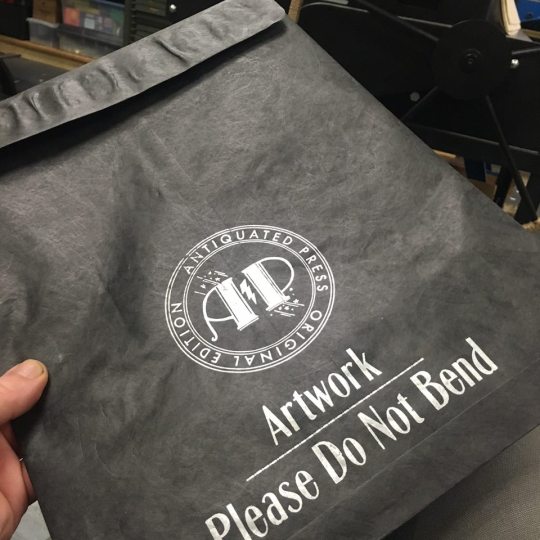 ANTIQUATED PRESS ORIGINAL EDITION
AP
Artwork
Please Do Not Bend